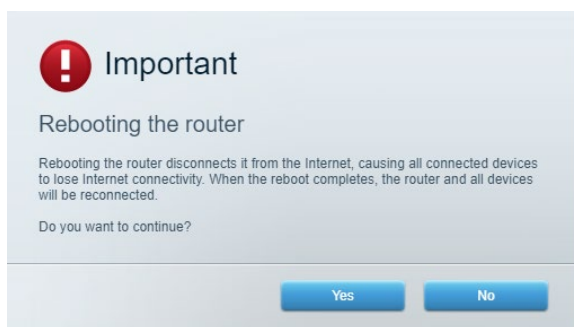 Important
Rebooting the router
Rebooting the router disconnects it from the Internet, causing all connected devices
to lose Internet connectivity. When the reboot completes, the router and all devices
will be reconnected.
Do you want to continue?
Yes
No